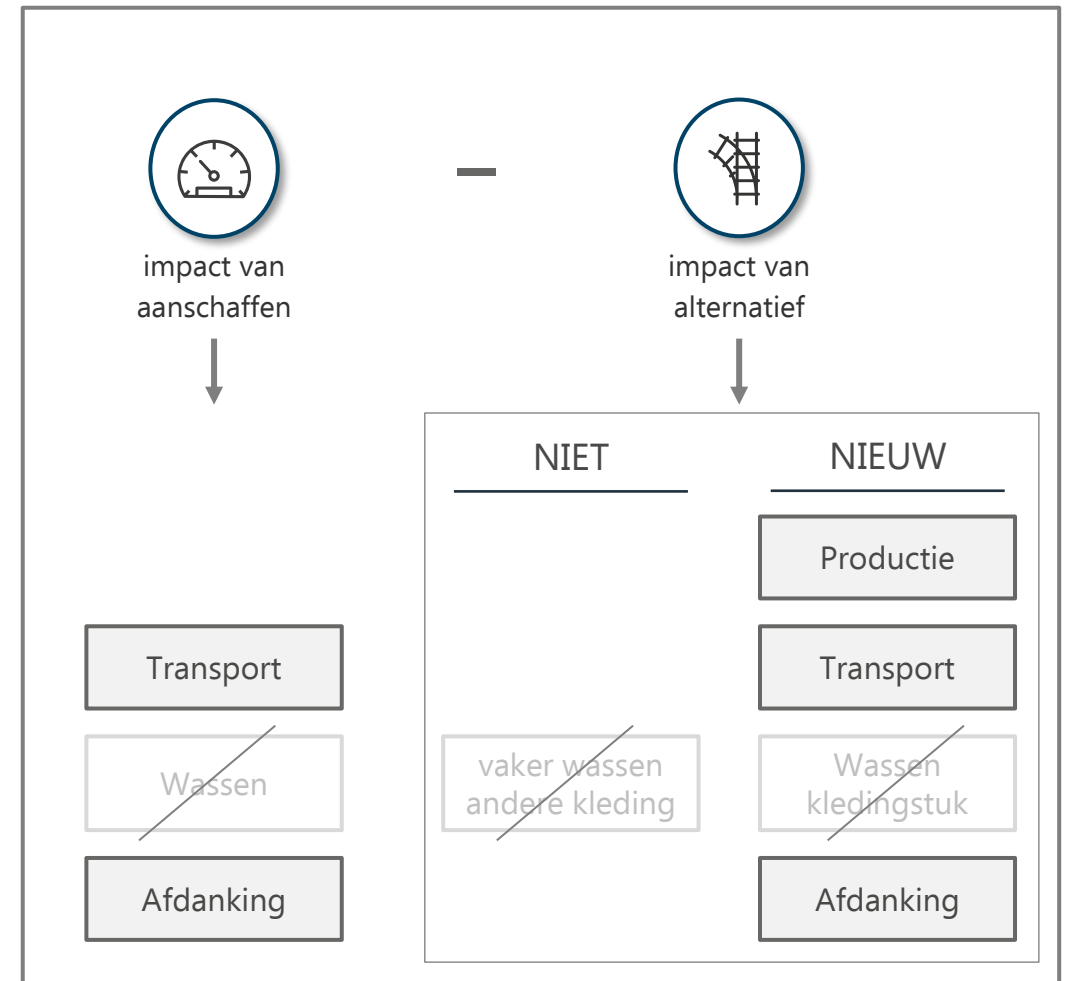 –
impact van
aanschaffen
impact van
alternatief
NIET
NIEUW
Productie
Transport
Transport
Wassen
vaker wassen
andere kleding
Wassen
kledingstuk
Afdanking
Afdanking